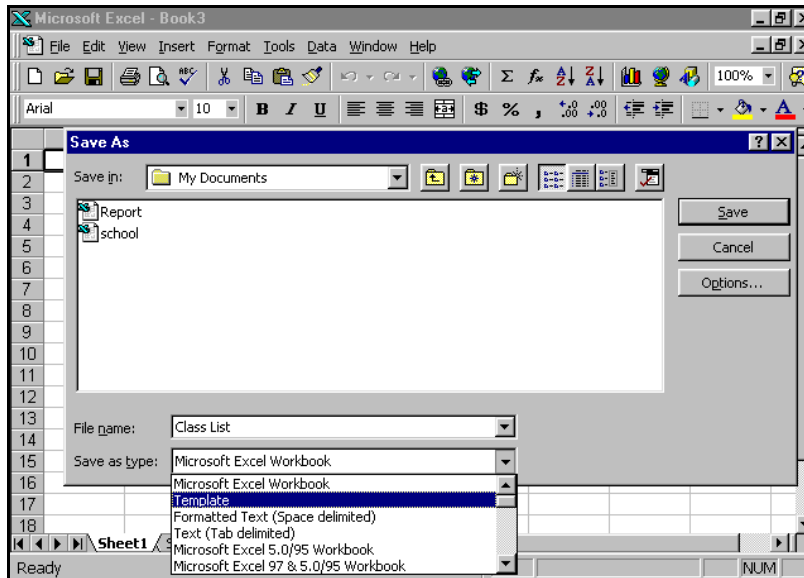 Microsoft Excel - Book3
File Edit View Insert Format Tools Data Window Help
Σ fx 100%
Arial 10 B I U $ % , A
Save As
1 Save in: My Documents
2
3 Report
4 school Save
5 Cancel
6
7 Options...
8
9
10
11
12
13 File name: Class List
14
15 Save as type: Microsoft Excel Workbook
16 Microsoft Excel Workbook
17 Template
Formatted Text (Space delimited)
18 Text (Tab delimited)
Sheet1 Microsoft Excel 5.0/95 Workbook
Ready Microsoft Excel 97 & 5.0/95 Workbook NUM